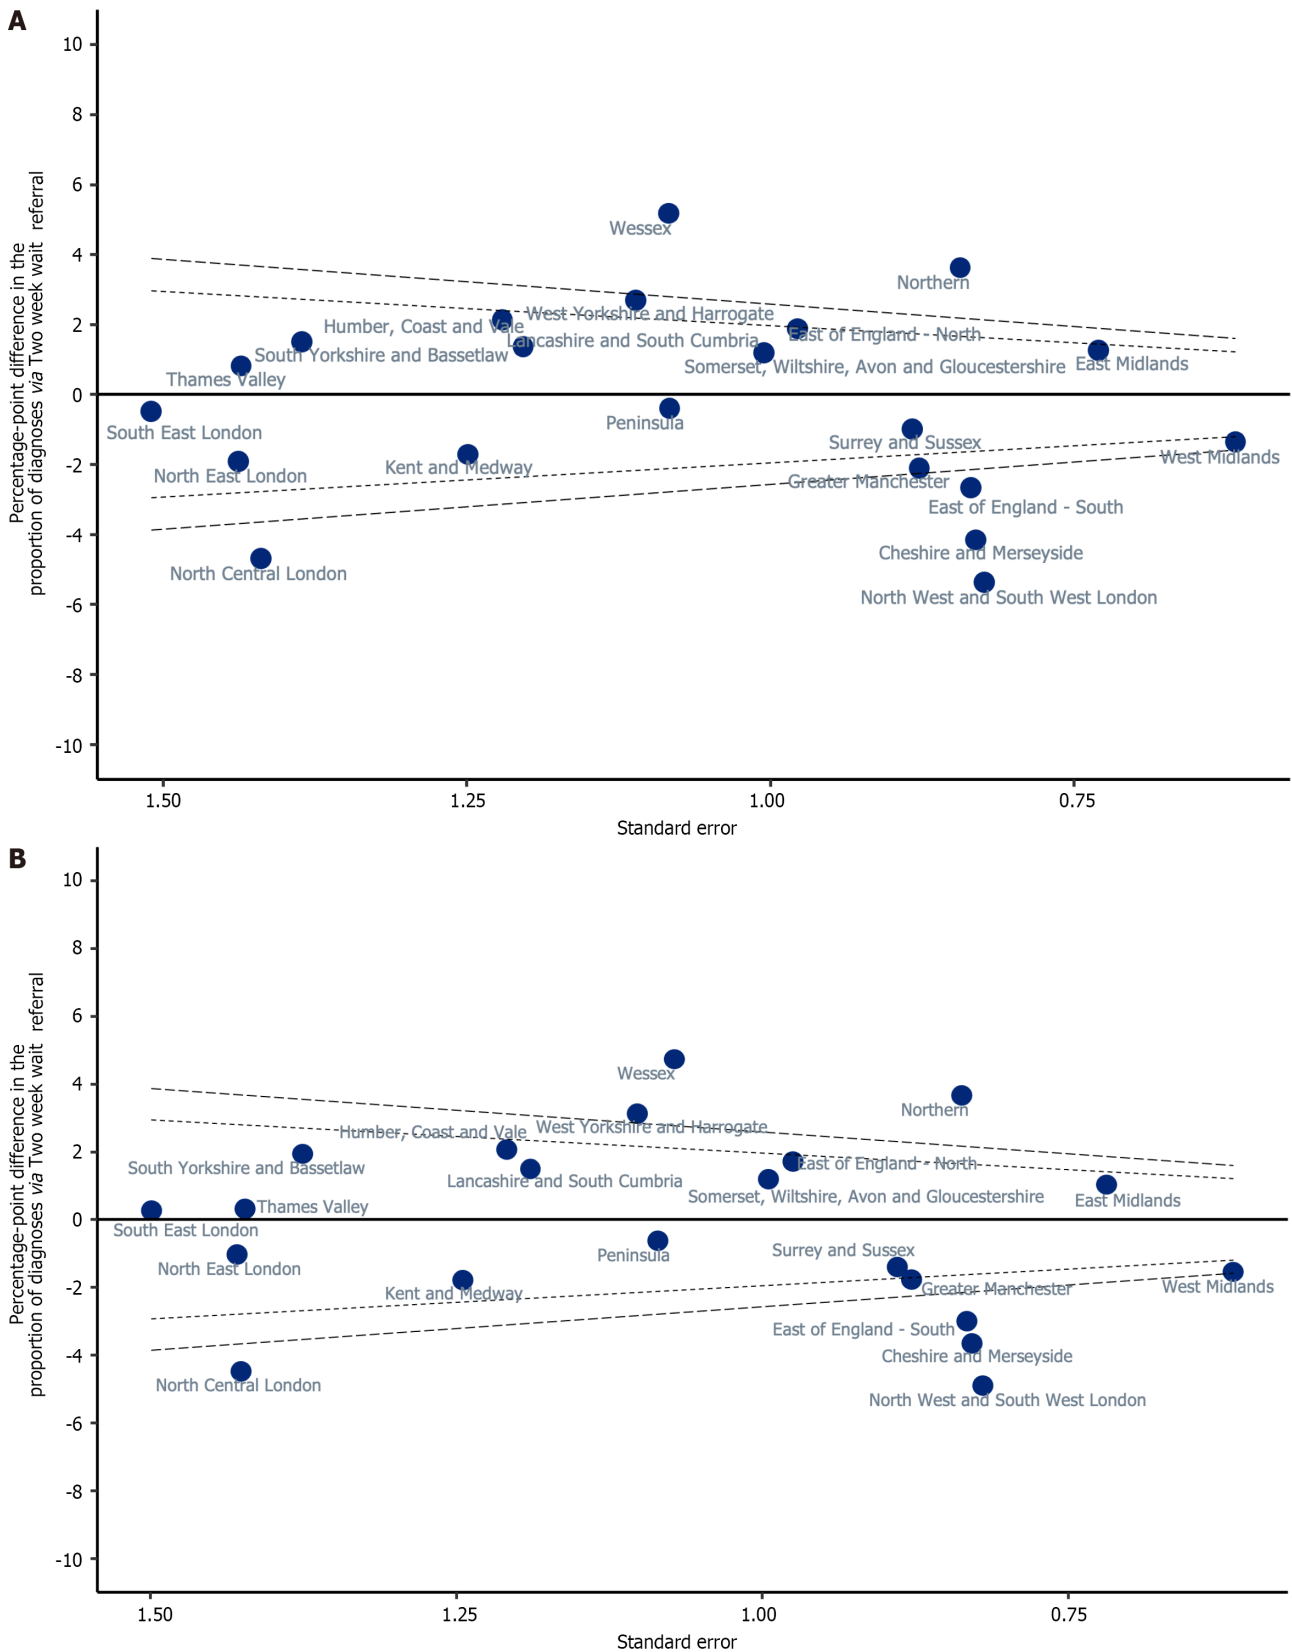 A
10
8
6
4
2
0
-2
-4
-6
-8
-10
Percentage-point difference in the
proportion of diagnoses via Two week wait referral
Wessex
Northern
West Yorkshire and Harrogate
Humber, Coast and Vale
East of England - North
Lancashire and South Cumbria
South Yorkshire and Bassetlaw
Somerset, Wiltshire, Avon and Gloucestershire
East Midlands
Thames Valley
Peninsula
South East London
Surrey and Sussex
West Midlands
Kent and Medway
North East London
Greater Manchester
East of England - South
Cheshire and Merseyside
North Central London
North West and South West London
1.50
1.25
1.00
0.75
Standard error
B
10
8
6
4
2
0
-2
-4
-6
-8
-10
Percentage-point difference in the
proportion of diagnoses via Two week wait referral
Wessex
Northern
West Yorkshire and Harrogate
Humber, Coast and Vale
East of England - North
South Yorkshire and Bassetlaw
Lancashire and South Cumbria
Somerset, Wiltshire, Avon and Gloucestershire
East Midlands
Thames Valley
South East London
Surrey and Sussex
Peninsula
North East London
West Midlands
Greater Manchester
Kent and Medway
East of England - South
Cheshire and Merseyside
North Central London
North West and South West London
1.50
1.25
1.00
0.75
Standard error